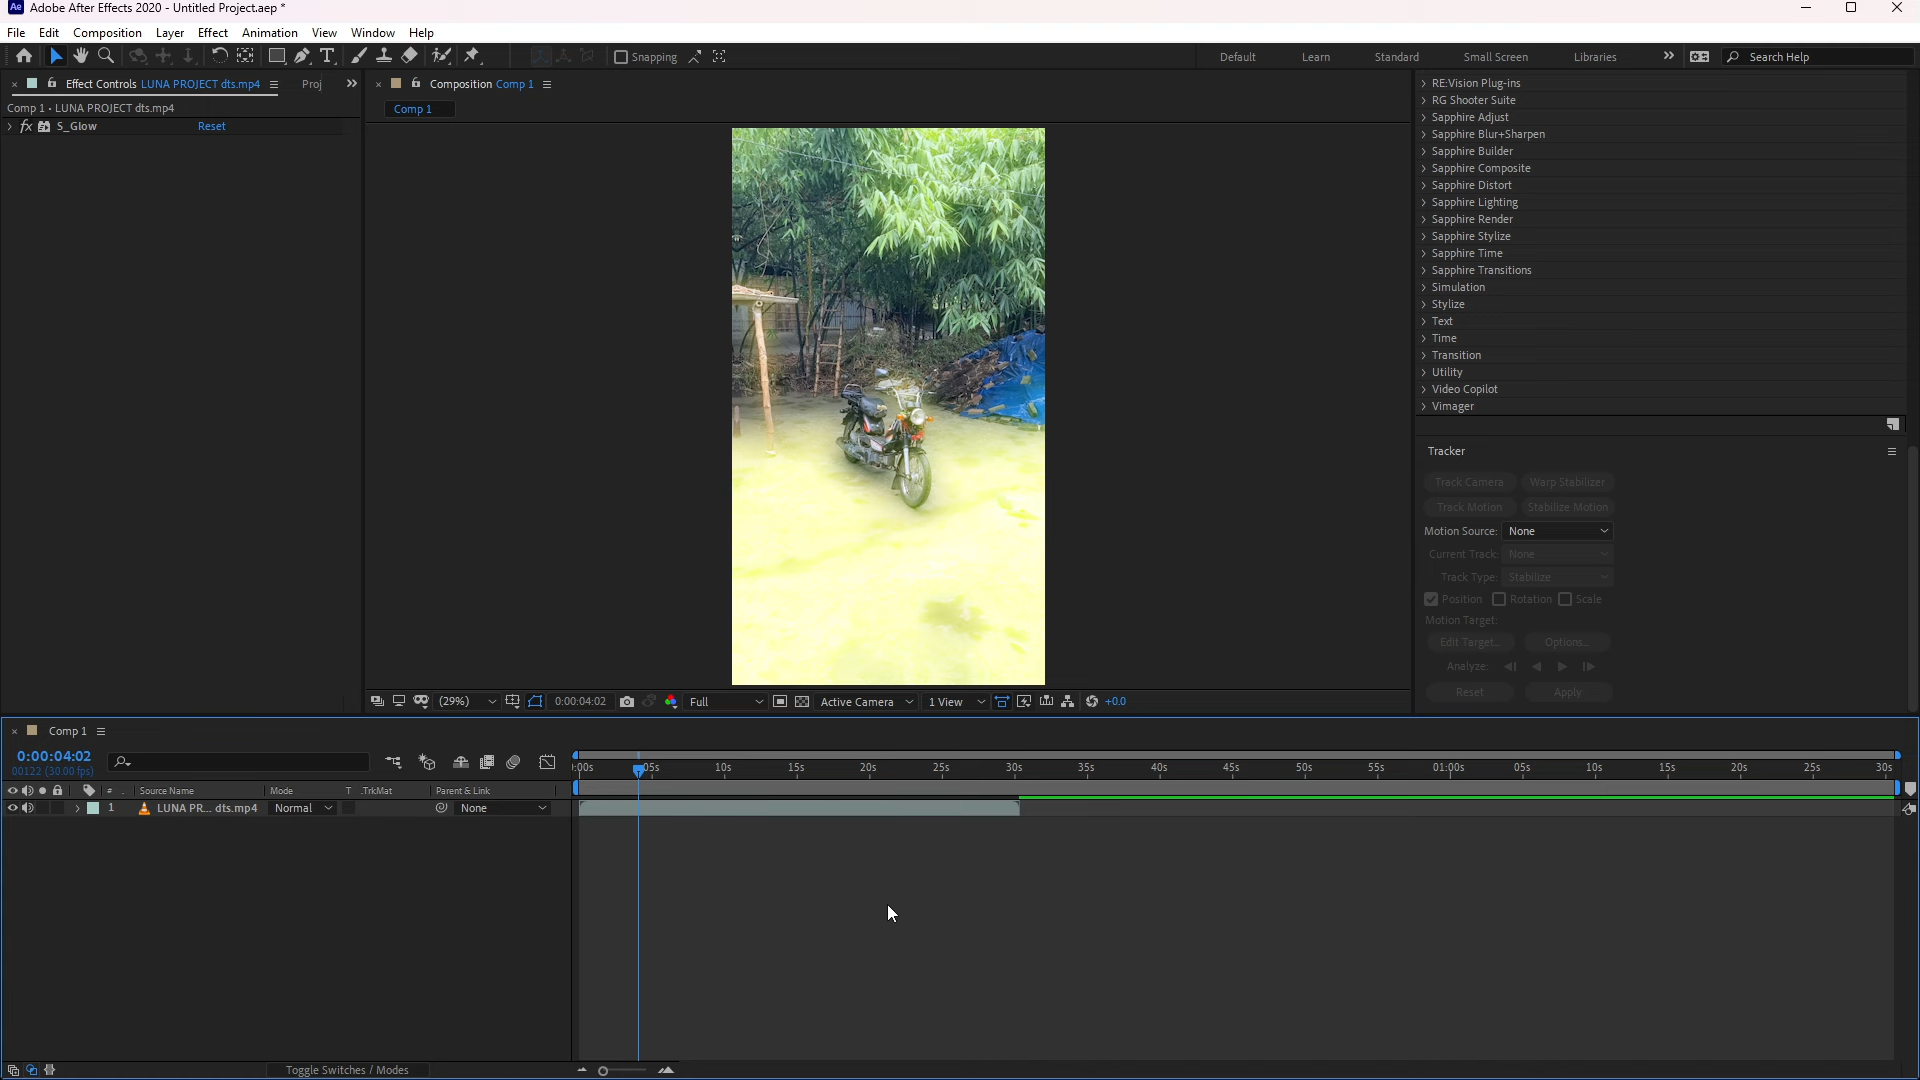 Ae Adobe After Effects 2020 - Untitled Project.aep *
File Edit Composition Layer Effect Animation View Window Help
Snapping Default Learn Standard Small Screen Libraries Search Help
Effect Controls LUNA PROJECT dts.mp4 Proj
Composition Comp 1
Comp 1 • LUNA PROJECT dts.mp4
Comp 1
fx S_Glow Reset
RE:Vision Plug-ins
RG Shooter Suite
Sapphire Adjust
Sapphire Blur+Sharpen
Sapphire Builder
Sapphire Composite
Sapphire Distort
Sapphire Lighting
Sapphire Render
Sapphire Stylize
Sapphire Time
Sapphire Transitions
Simulation
Stylize
Text
Time
Transition
Utility
Video Copilot
Vimager
Tracker
Track Camera Warp Stabilizer
Track Motion Stabilize Motion
Motion Source: None
Current Track: None
Track Type: Stabilize
Position Rotation Scale
Motion Target:
Edit Target... Options...
Analyze:
Reset Apply
(29%) 0:00:04:02 Full Active Camera 1 View +0.0
Comp 1
0:00:04:02
00122 (30.00 fps)
):00s 05s 10s 15s 20s 25s 30s 35s 40s 45s 50s 55s 01:00s 05s 10s 15s 20s 25s 30s
# . Source Name Mode T .TrkMat Parent & Link
1 LUNA PR... dts.mp4 Normal None
Toggle Switches / Modes